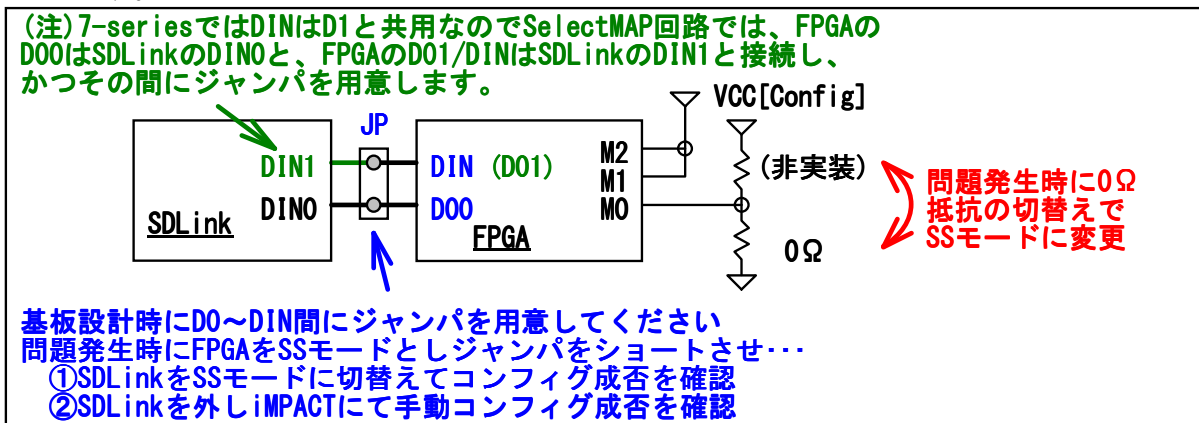 (注)7-seriesではDINはD1と共用なのでSelectMAP回路では、FPGAの
D00はSDLinkのDIN0と、FPGAのD01/DINはSDLinkのDIN1と接続し、
かつその間にジャンパを用意します。
JP
VCC[Config]
DIN1
DIN (D01)
M2
(非実装)
M1
DIN0
D00
M0
SDLink
FPGA
0Ω
問題発生時に0Ω
抵抗の切替えで
SSモードに変更
基板設計時にD0～DIN間にジャンパを用意してください
問題発生時にFPGAをSSモードとしジャンパをショートさせ･･･
①SDLinkをSSモードに切替えてコンフィグ成否を確認
②SDLinkを外しiMPACTにて手動コンフィグ成否を確認